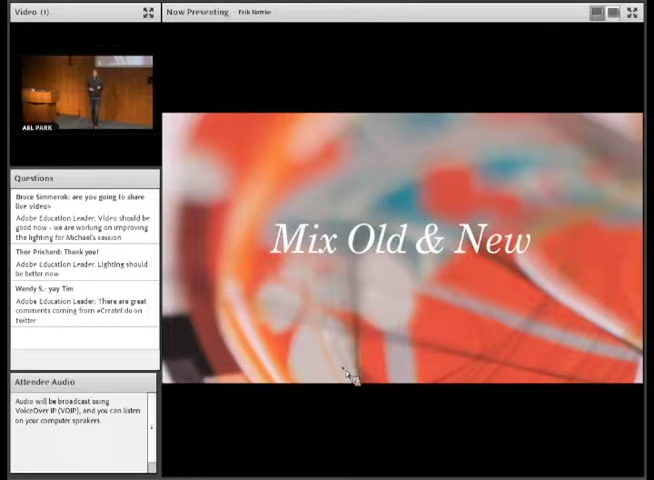 Video (1)
Now Presenting - Erik Natzke
AEL PARK
Questions
Bruce Simmerok: are you going to share
live video>
Adobe Education Leader: Video should be
good now - we are working on improving
the lighting for Michael's session
Thor Prichard: Thank you!
Adobe Education Leader: Lighting should
be better now
Wendy S.: yay Tim
Adobe Education Leader: There are great
comments coming from #CreateEdu on
twitter
Mix Old & New
Attendee Audio
Audio will be broadcast using
VoiceOver IP (VOIP), and you can listen
on your computer speakers.